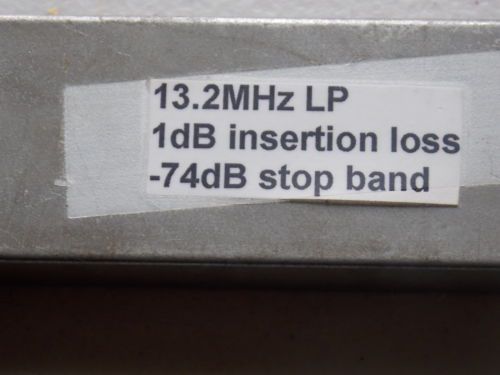 13.2MHz LP
1dB insertion loss
-74dB stop band